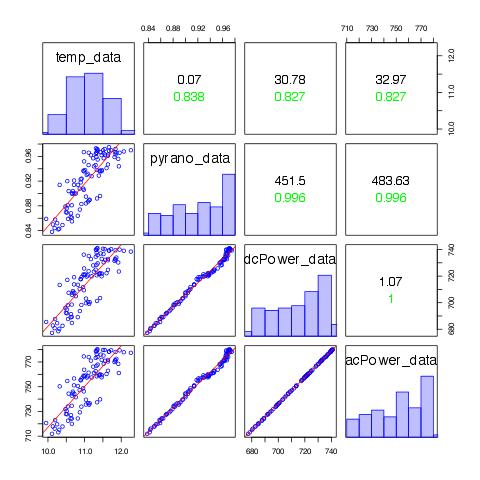 0.84 0.88 0.92 0.96
710 730 750 770
temp_data
0.07
0.838
30.78
0.827
32.97
0.827
10.0 11.0 12.0
0.84 0.88 0.92 0.96
pyrano_data
451.5
0.996
483.63
0.996
dcPower_data
1.07
1
680 700 720 740
710 730 750 770
acPower_data
10.0 11.0 12.0
680 700 720 740